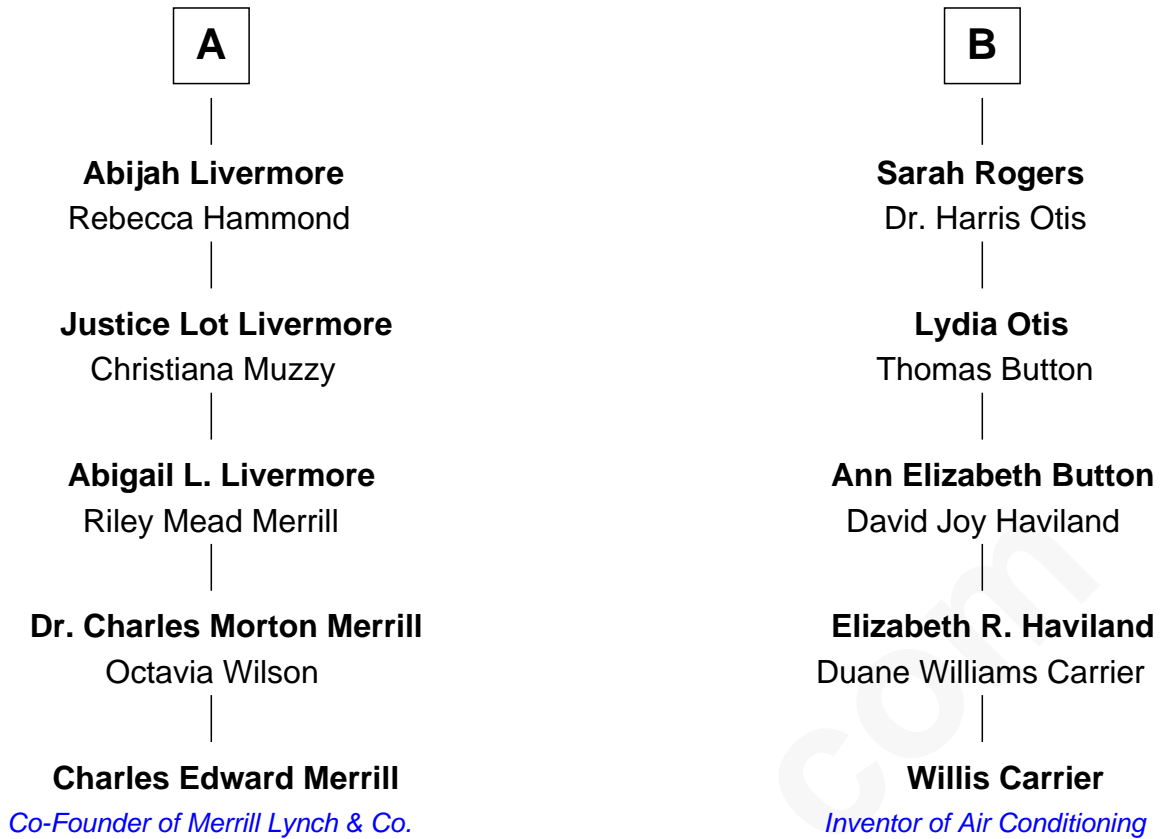 A
Abijah Livermore
Rebecca Hammond
Justice Lot Livermore
Christiana Muzzy
Abigail L. Livermore
Riley Mead Merrill
Dr. Charles Morton Merrill
Octavia Wilson
Charles Edward Merrill
Co-Founder of Merrill Lynch & Co.
B
Sarah Rogers
Dr. Harris Otis
Lydia Otis
Thomas Button
Ann Elizabeth Button
David Joy Haviland
Elizabeth R. Haviland
Duane Williams Carrier
Willis Carrier
Inventor of Air Conditioning
com